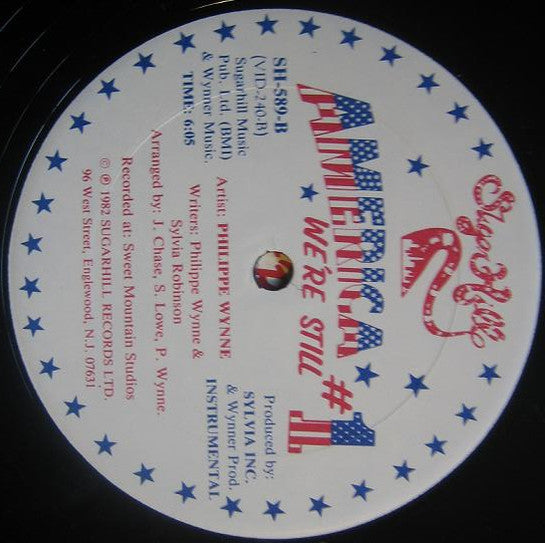 Sugar Hill
AMERICA #1
WE'RE STILL
SH-589-B
(VID-240-B)
Sugarhill Music
Pub. Ltd. (BMI)
& Wynner Music.
TIME: 6:05
Produced by:
SYLVIA INC.
& Wynner Prod.
INSTRUMENTAL
Artist: PHILIPPE WYNNE
Writers: Philippe Wynne &
Sylvia Robinson
Arranged by: J. Chase, S. Lowe, P. Wynne.
Recorded at: Sweet Mountain Studios
© ℗ 1982 SUGARHILL RECORDS LTD.
96 West Street, Englewood, N.J. 07631